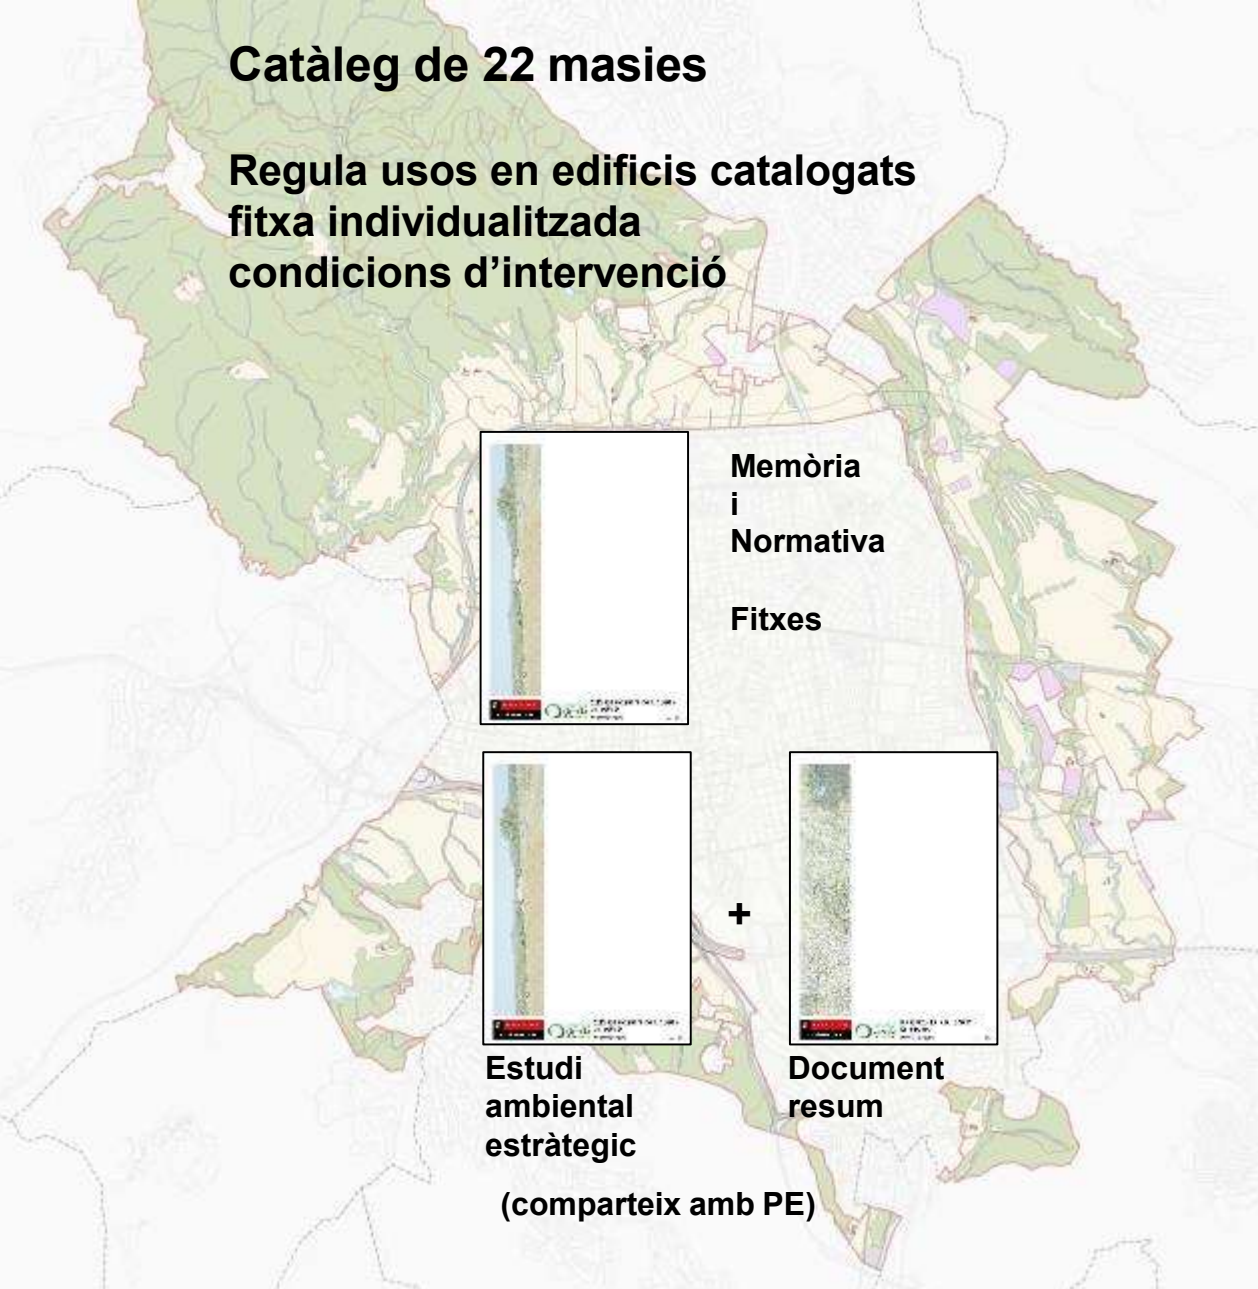 Catàleg de 22 masies
Regula usos en edificis catalogats
fitxa individualitzada
condicions d’intervenció
Memòria
i
Normativa
Fitxes
+
Estudi
ambiental
estràtegic
Document
resum
(comparteix amb PE)